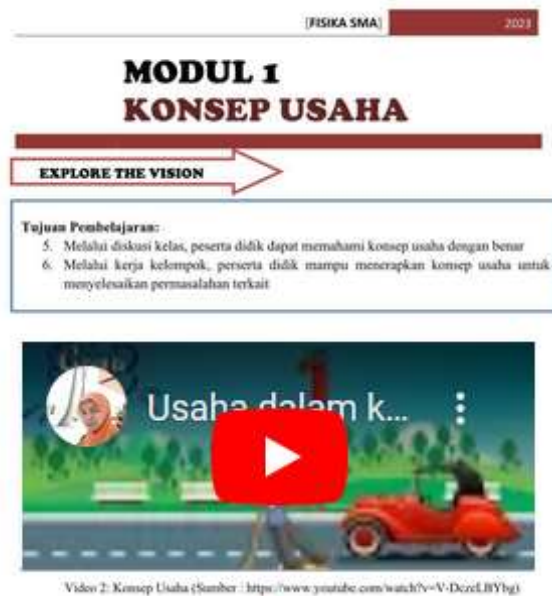 [FISIKA SMA] 2023
MODUL 1
KONSEP USAHA
EXPLORE THE VISION
Tujuan Pembelajaran:
5. Melalui diskusi kelas, peserta didik dapat memahami konsep usaha dengan benar
6. Melalui kerja kelompok, perserta didik mampu menerapkan konsep usaha untuk
menyelesaikan permasalahan terkait
Usaha dalam k...
Video 2: Konsep Usaha (Sumber : https://www.youtube.com/watch?v=